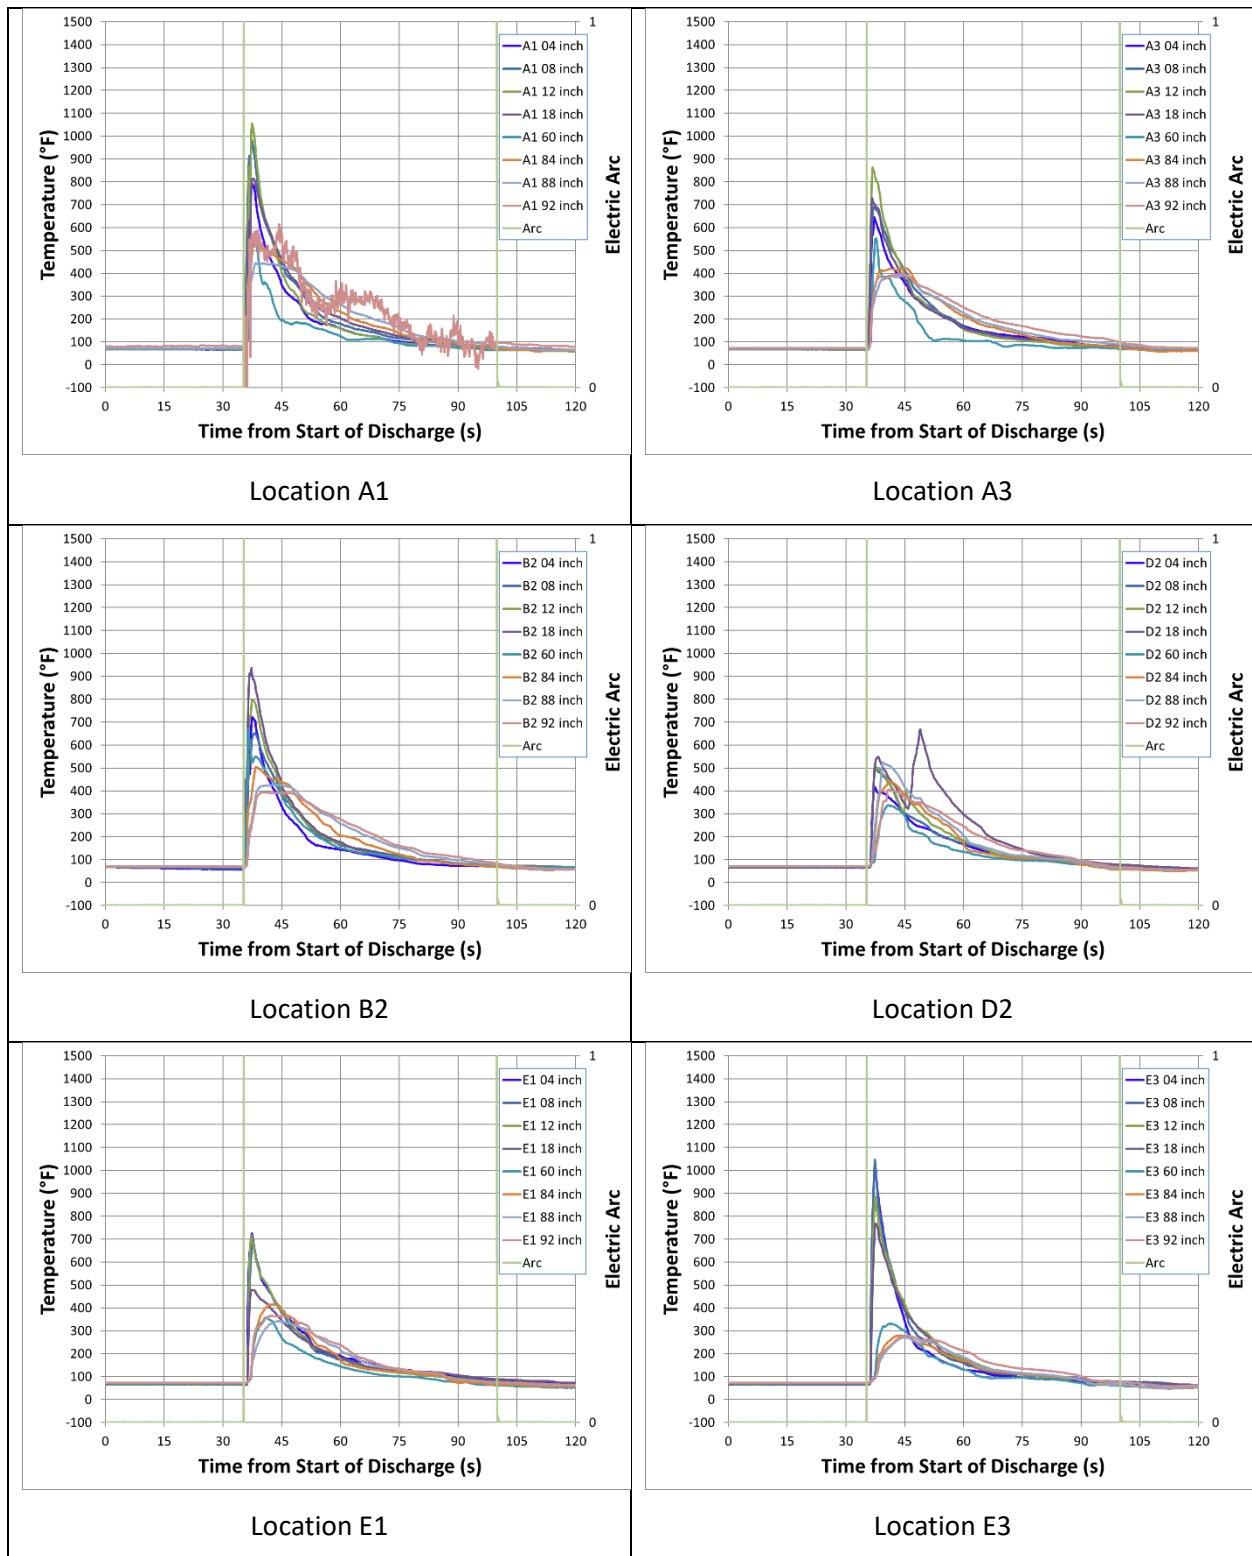 1500
1400
1300
1200
1100
1000
900
800
700
600
500
400
300
200
100
0
-100
Temperature (°F)
0 15 30 45 60 75 90 105 120
Time from Start of Discharge (s)
1
0
Electric Arc
A1 04 inch
A1 08 inch
A1 12 inch
A1 18 inch
A1 60 inch
A1 84 inch
A1 88 inch
A1 92 inch
Arc
Location A1
1500
1400
1300
1200
1100
1000
900
800
700
600
500
400
300
200
100
0
-100
Temperature (°F)
0 15 30 45 60 75 90 105 120
Time from Start of Discharge (s)
1
0
Electric Arc
A3 04 inch
A3 08 inch
A3 12 inch
A3 18 inch
A3 60 inch
A3 84 inch
A3 88 inch
A3 92 inch
Arc
Location A3
1500
1400
1300
1200
1100
1000
900
800
700
600
500
400
300
200
100
0
-100
Temperature (°F)
0 15 30 45 60 75 90 105 120
Time from Start of Discharge (s)
1
0
Electric Arc
B2 04 inch
B2 08 inch
B2 12 inch
B2 18 inch
B2 60 inch
B2 84 inch
B2 88 inch
B2 92 inch
Arc
Location B2
1500
1400
1300
1200
1100
1000
900
800
700
600
500
400
300
200
100
0
-100
Temperature (°F)
0 15 30 45 60 75 90 105 120
Time from Start of Discharge (s)
1
0
Electric Arc
D2 04 inch
D2 08 inch
D2 12 inch
D2 18 inch
D2 60 inch
D2 84 inch
D2 88 inch
D2 92 inch
Arc
Location D2
1500
1400
1300
1200
1100
1000
900
800
700
600
500
400
300
200
100
0
-100
Temperature (°F)
0 15 30 45 60 75 90 105 120
Time from Start of Discharge (s)
1
0
Electric Arc
E1 04 inch
E1 08 inch
E1 12 inch
E1 18 inch
E1 60 inch
E1 84 inch
E1 88 inch
E1 92 inch
Arc
Location E1
1500
1400
1300
1200
1100
1000
900
800
700
600
500
400
300
200
100
0
-100
Temperature (°F)
0 15 30 45 60 75 90 105 120
Time from Start of Discharge (s)
1
0
Electric Arc
E3 04 inch
E3 08 inch
E3 12 inch
E3 18 inch
E3 60 inch
E3 84 inch
E3 88 inch
E3 92 inch
Arc
Location E3